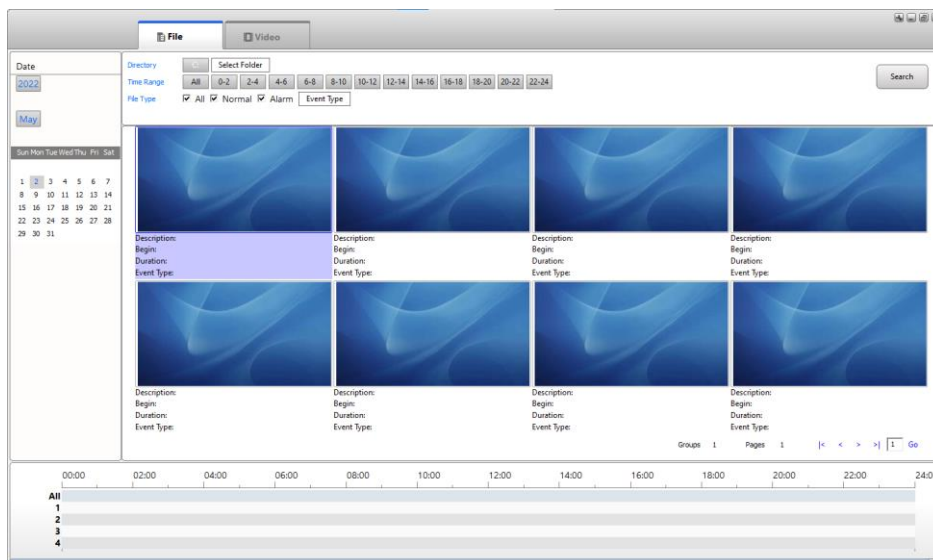 File
Video
Date
2022
May
Sun Mon Tue Wed Thu Fri Sat
1 2 3 4 5 6 7
8 9 10 11 12 13 14
15 16 17 18 19 20 21
22 23 24 25 26 27 28
29 30 31
Directory Select Folder
Time Range All 0-2 2-4 4-6 6-8 8-10 10-12 12-14 14-16 16-18 18-20 20-22 22-24
File Type All Normal Alarm Event Type
Search
Description: Description: Description: Description:
Begin: Begin: Begin: Begin:
Duration: Duration: Duration: Duration:
Event Type: Event Type: Event Type: Event Type:
Description: Description: Description: Description:
Begin: Begin: Begin: Begin:
Duration: Duration: Duration: Duration:
Event Type: Event Type: Event Type: Event Type:
Groups 1 Pages 1 |< < > >| 1 Go
00:00 02:00 04:00 06:00 08:00 10:00 12:00 14:00 16:00 18:00 20:00 22:00 24:0
All
1
2
3
4